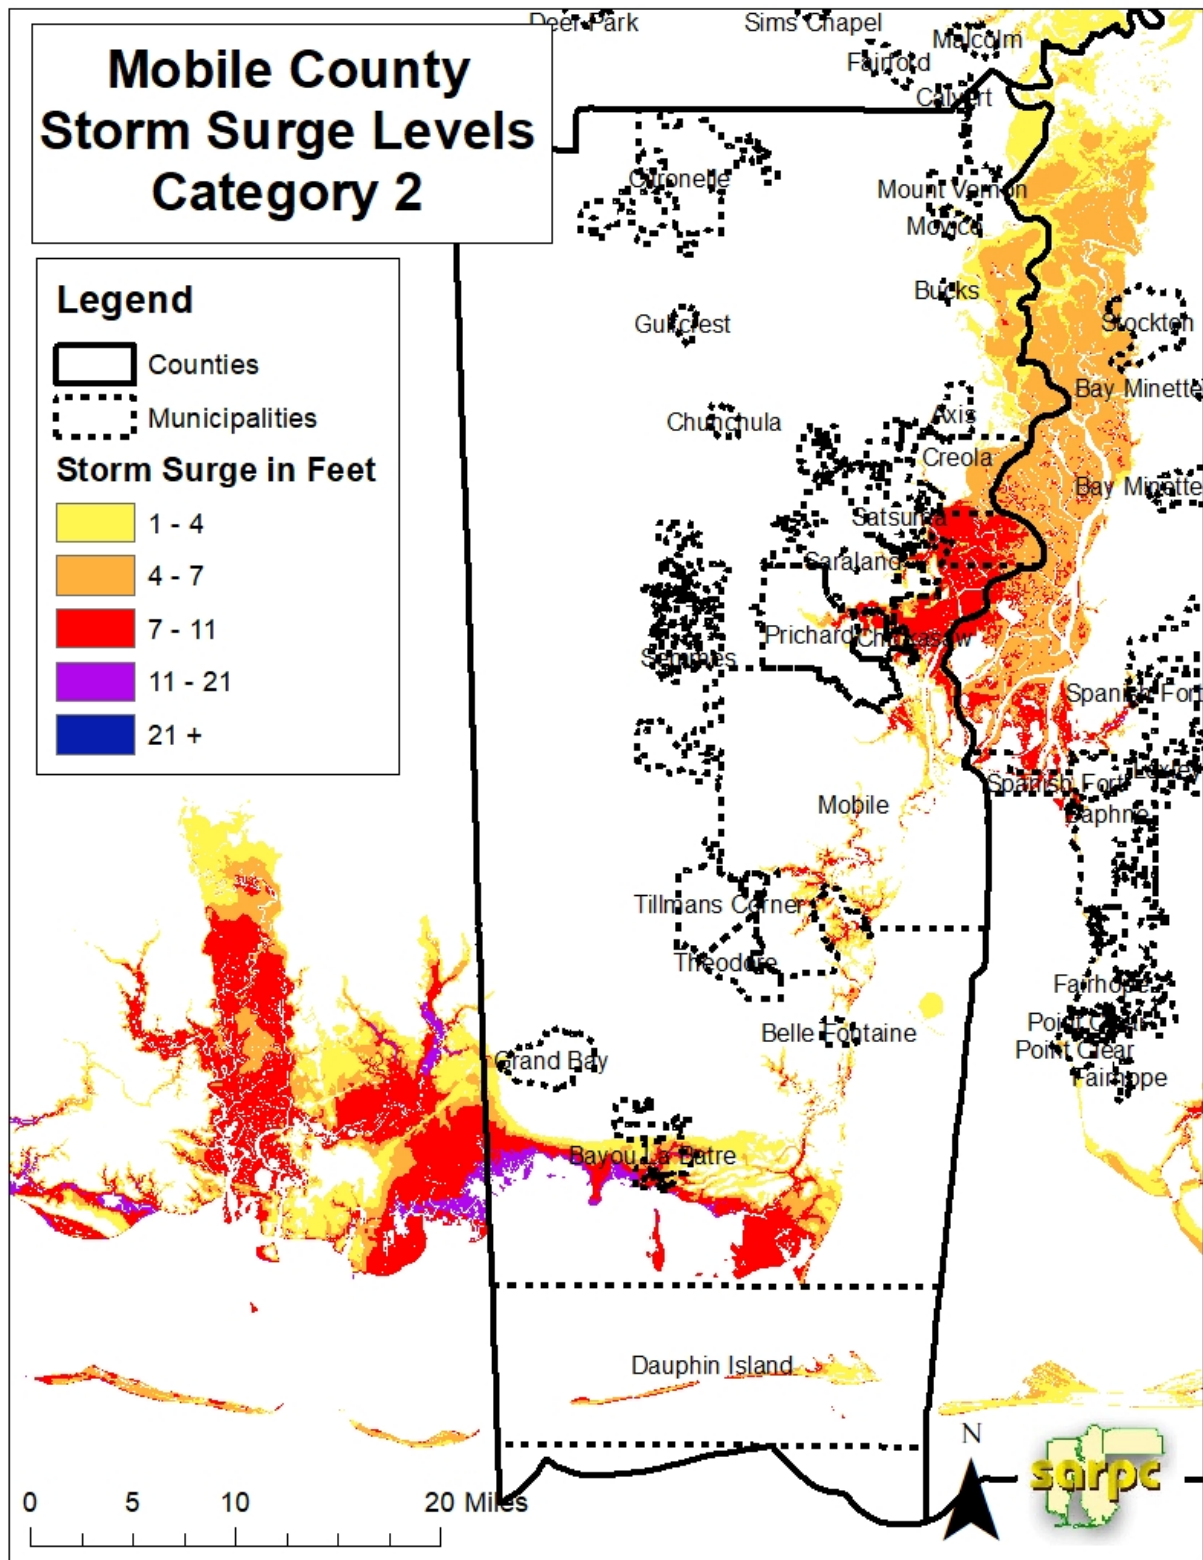 Mobile County
Storm Surge Levels
Category 2
Legend
Counties
Municipalities
Storm Surge in Feet
1 - 4
4 - 7
7 - 11
11 - 21
21 +
Deer Park
Sims Chapel
Malcolm
Fairfold
Calvert
Citronelle
Mount Vernon
Movico
Bucks
Gulfcrest
Stockton
Bay Minette
Chunchula
Axis
Creola
Bay Minette
Satsuma
Saraland
Prichard
Chickasaw
Semmes
Spanish Fort
Loxley
Spanish Fort
Mobile
Daphne
Tillmans Corner
Theodore
Fairhope
Point Clear
Belle Fontaine
Point Clear
Grand Bay
Fairhope
Bayou La Batre
Dauphin Island
N
sarpc
0 5 10 20 Miles